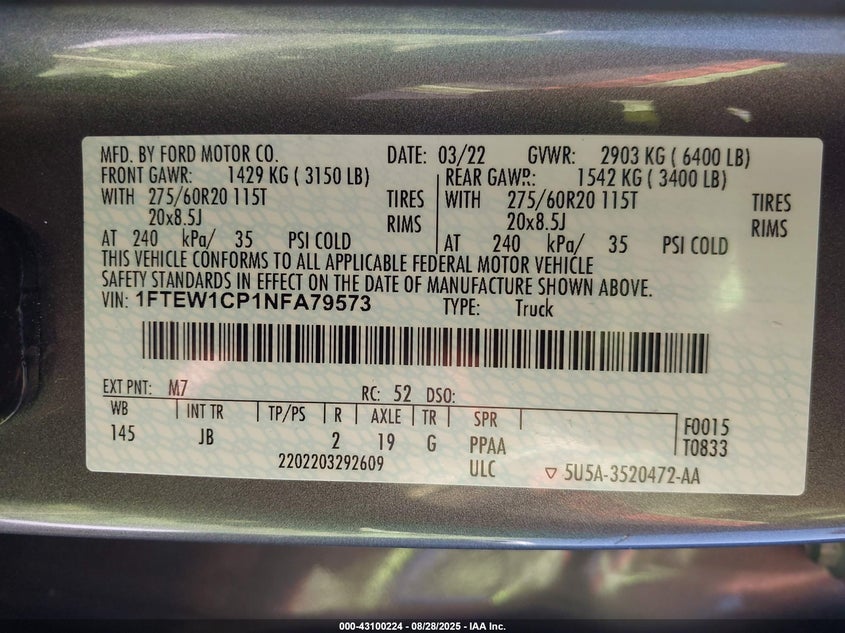 MFD. BY FORD MOTOR CO. DATE: 03/22 GVWR: 2903 KG ( 6400 LB)
FRONT GAWR: 1429 KG ( 3150 LB) REAR GAWR: 1542 KG ( 3400 LB)
WITH 275/60R20 115T TIRES WITH 275/60R20 115T TIRES
20x8.5J RIMS 20x8.5J RIMS
AT 240 kPa/ 35 PSI COLD AT 240 kPa/ 35 PSI COLD
THIS VEHICLE CONFORMS TO ALL APPLICABLE FEDERAL MOTOR VEHICLE
SAFETY STANDARDS IN EFFECT ON THE DATE OF MANUFACTURE SHOWN ABOVE.
VIN: 1FTEW1CP1NFA79573 TYPE: Truck
EXT PNT: M7 RC: 52 DSO:
WB INT TR TP/PS R AXLE TR SPR F0015
145 JB 2 19 G PPAA T0833
2202203292609 ULC ▽ 5U5A-3520472-AA
000-43100224 - 08/28/2025 - IAA Inc.